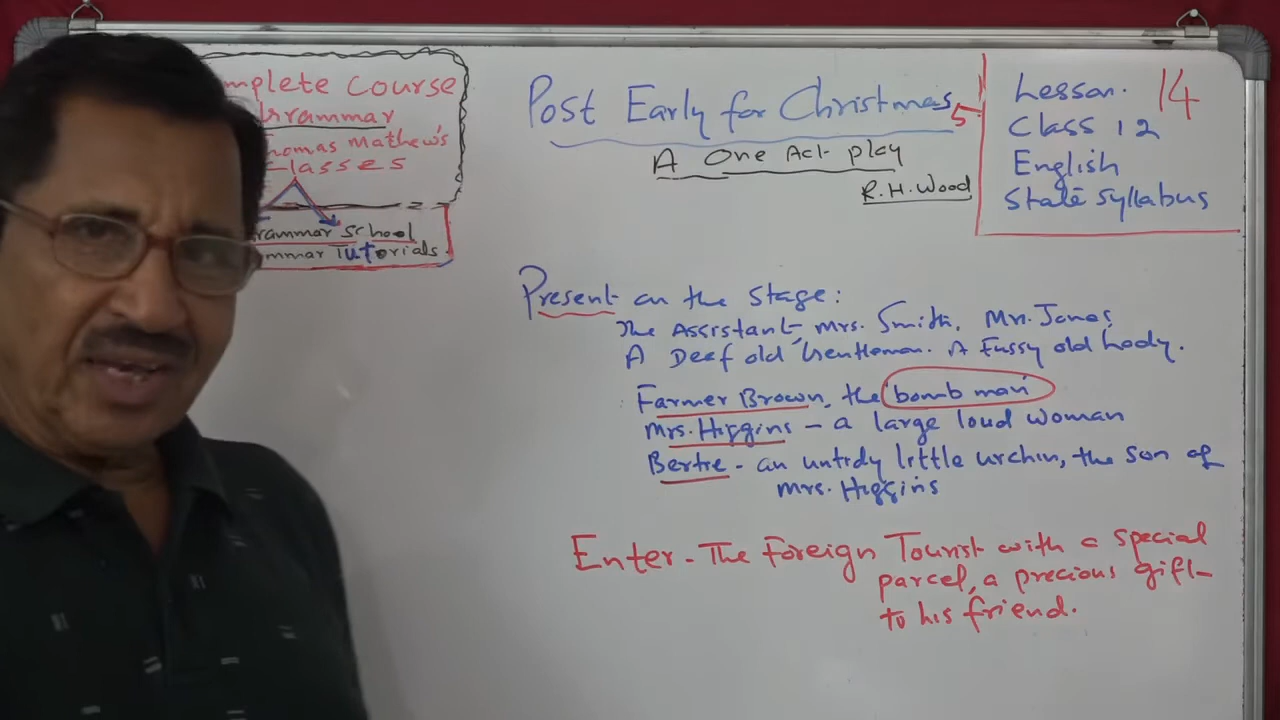 mplete Course
Grammar
homas Mathew's
Classes
rammar School
mmar Tutorials.
Post Early for Christmas 5
A One Act play
R.H. Wood
Lesson. 14
Class 12
English
State Syllabus
Present on the Stage:
The Assistant, Mrs. Smith, Mr. Jones,
A Deef old Gentleman. A Fussy old Lady.
Farmer Brown, the 'bomb man'
Mrs. Higgins - a large loud woman
Bertie - an untidy little urchin, the son of
Mrs. Higgins
Enter - The Foreign Tourist with a special
parcel, a precious gift
to his friend.